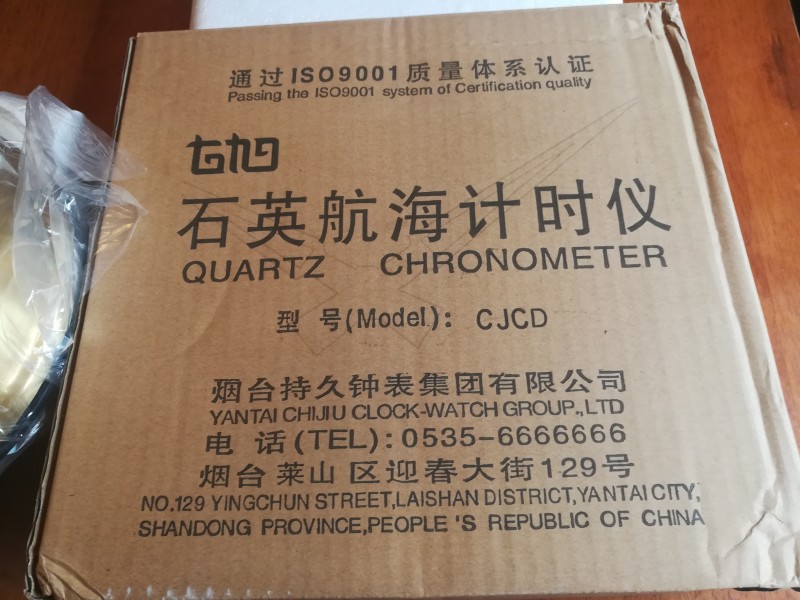 通过ISO9001质量体系认证
Passing the ISO9001 system of Certification quality
石英航海计时仪
QUARTZ CHRONOMETER
型 号(Model): CJCD
烟台持久钟表集团有限公司
YANTAI CHIJIU CLOCK-WATCH GROUP.,LTD
电 话(TEL):0535-6666666
烟台莱山区迎春大街129号
NO.129 YINGCHUN STREET,LAISHAN DISTRICT,YANTAI CITY,
SHANDONG PROVINCE,PEOPLE 'S REPUBLIC OF CHINA